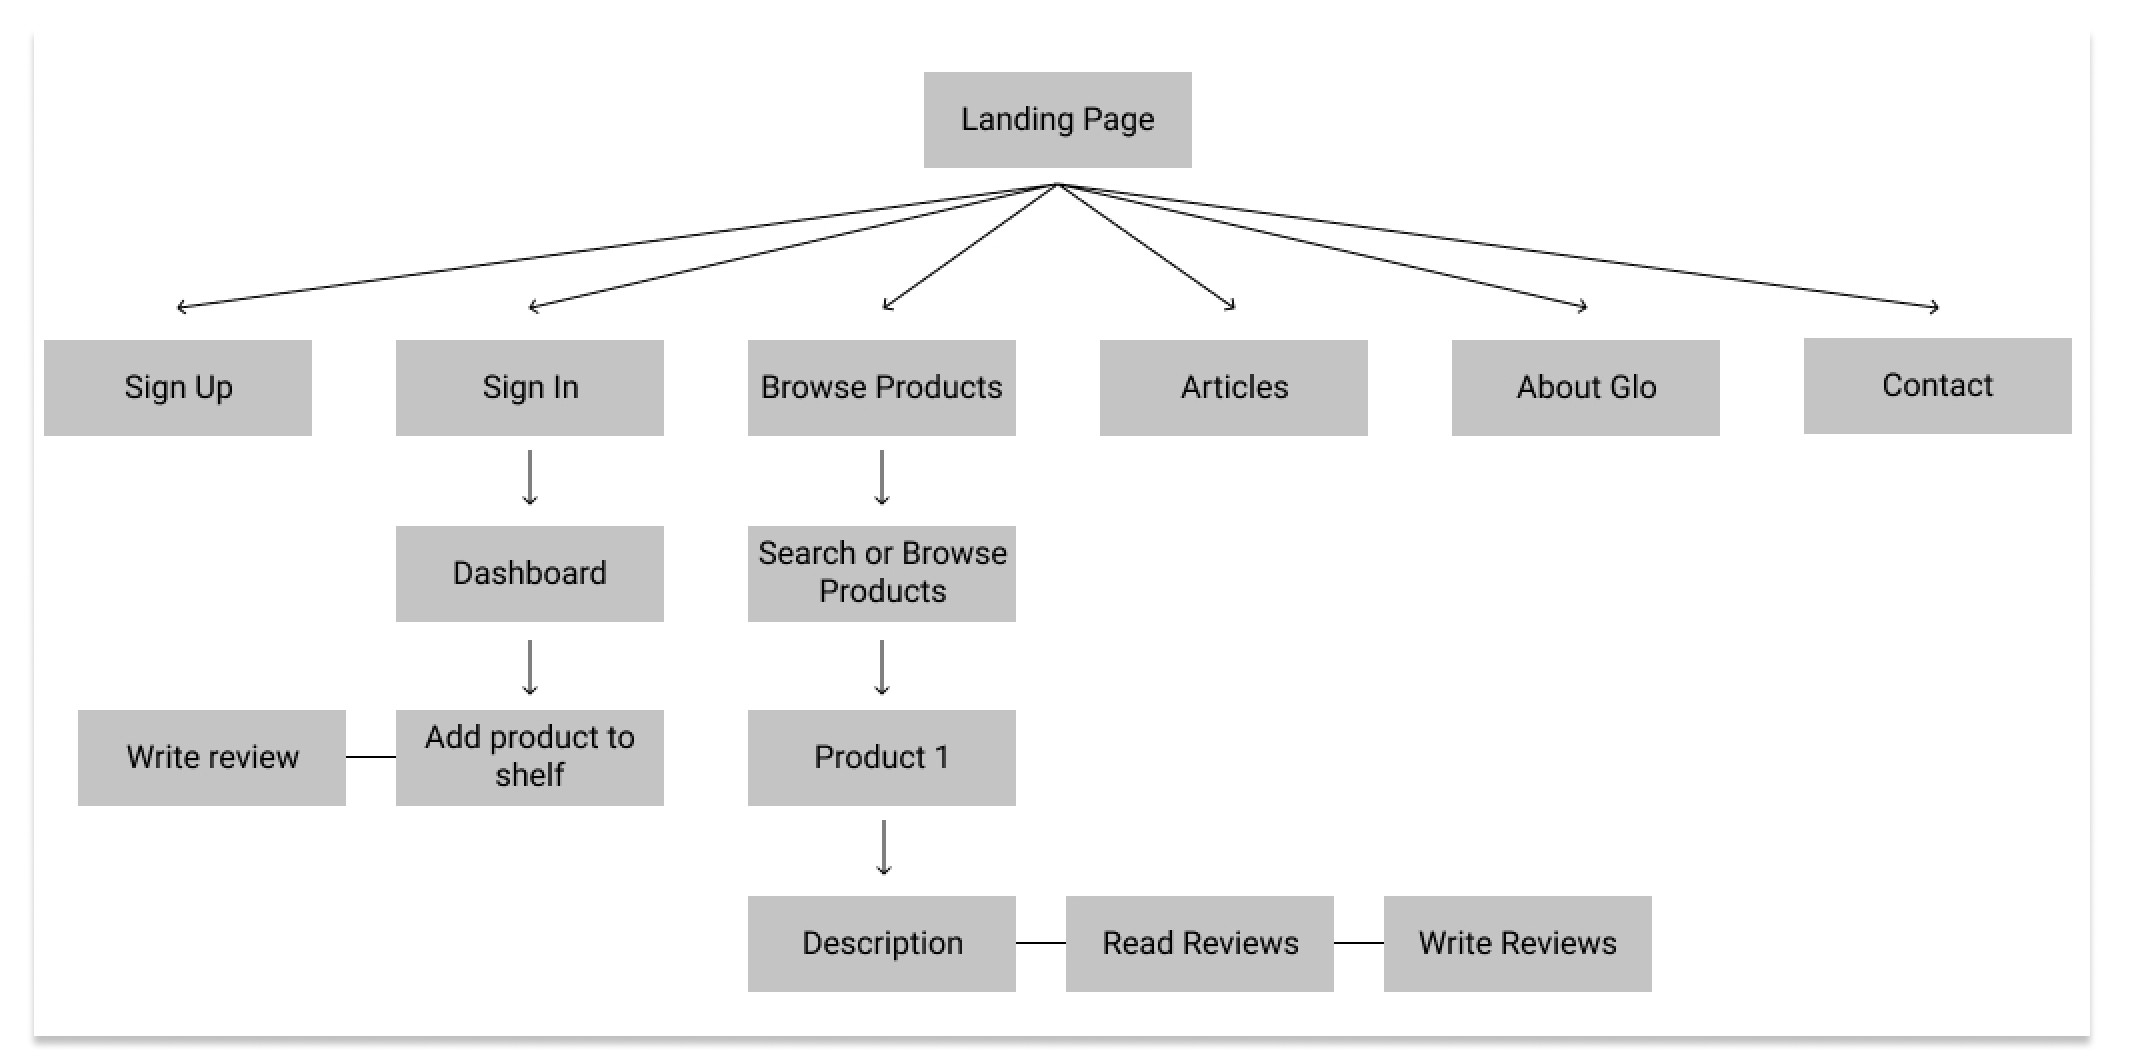 Landing Page
Sign Up
Sign In
Browse Products
Articles
About Glo
Contact
Dashboard
Search or Browse
Products
Write review
Add product to
shelf
Product 1
Description
Read Reviews
Write Reviews